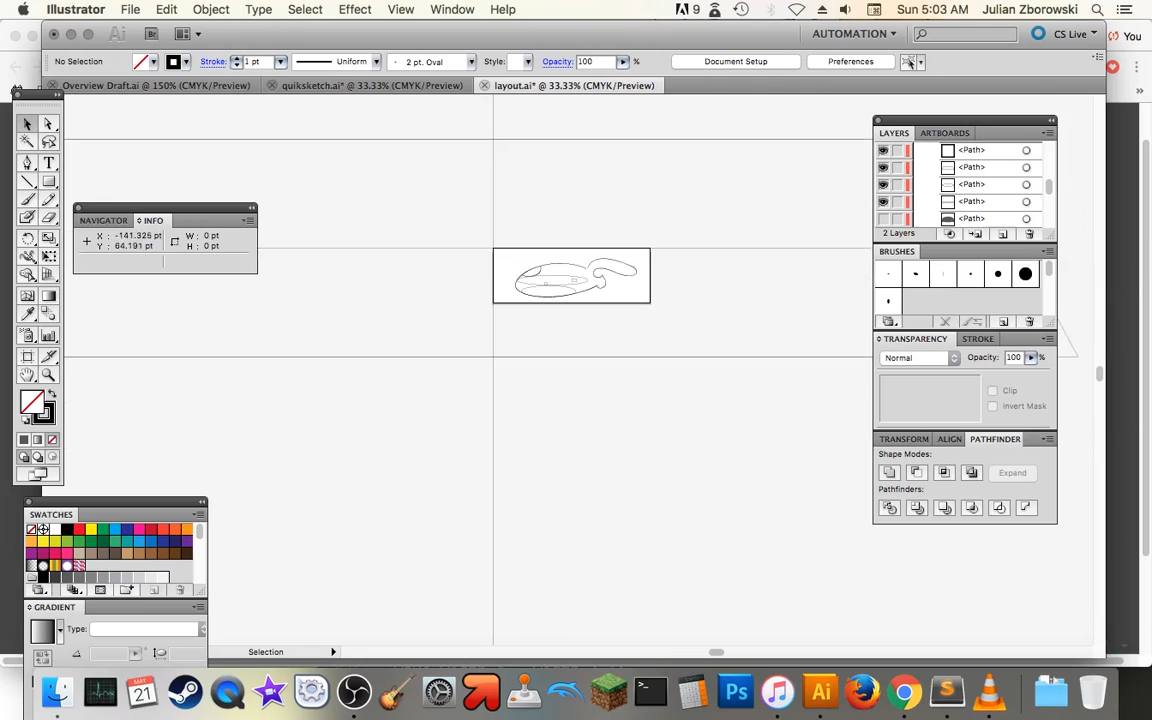 Illustrator File Edit Object Type Select Effect View Window Help 9 Sun 5:03 AM Julian Zborowski
Ai Br AUTOMATION CS Live You
No Selection Stroke: 1 pt Uniform 2 pt. Oval Style: Opacity: 100 % Document Setup Preferences
Overview Draft.ai @ 150% (CMYK/Preview) quiksketch.ai* @ 33.33% (CMYK/Preview) layout.ai* @ 33.33% (CMYK/Preview)
LAYERS ARTBOARDS
<Path>
<Path>
<Path>
<Path>
<Path>
2 Layers
NAVIGATOR INFO
X : -141.325 pt W: 0 pt
Y : 64.191 pt H: 0 pt
BRUSHES
TRANSPARENCY STROKE
Normal Opacity: 100 %
Clip
Invert Mask
TRANSFORM ALIGN PATHFINDER
Shape Modes:
Expand
Pathfinders:
SWATCHES
GRADIENT
Type:
Selection
MAY
21
Ps Ai S